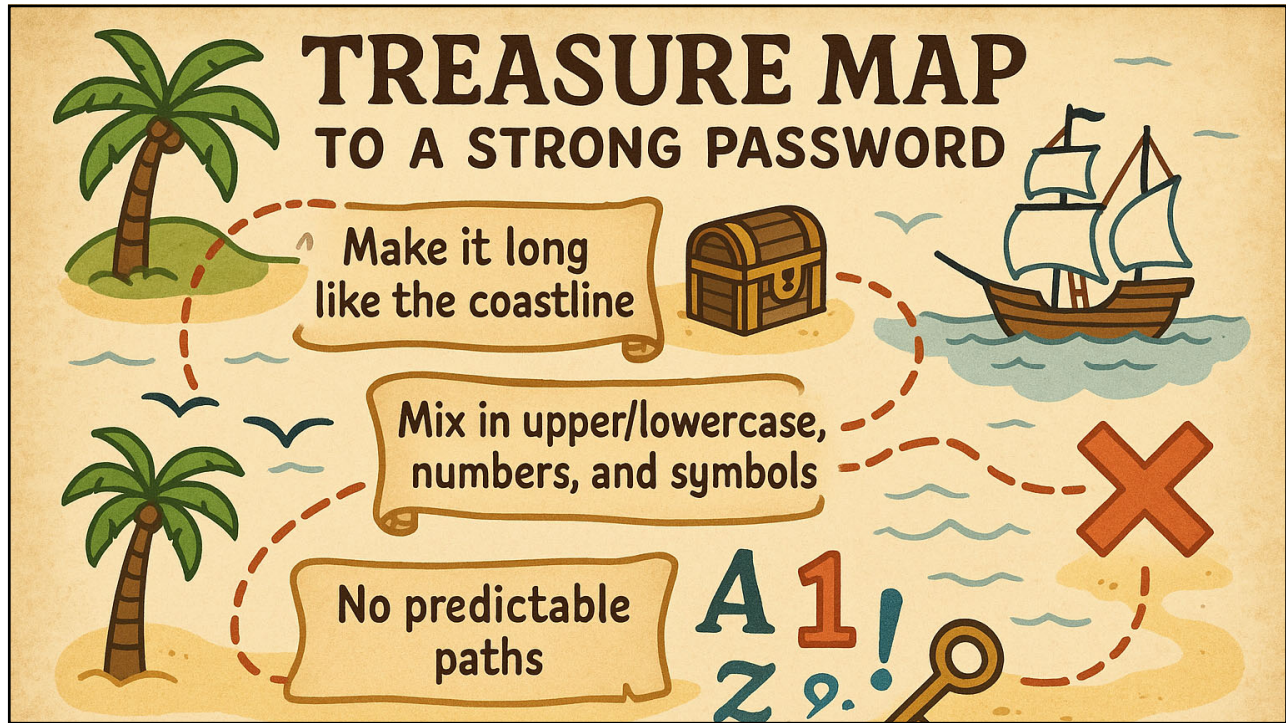 TREASURE MAP
TO A STRONG PASSWORD
Make it long
like the coastline
Mix in upper/lowercase,
numbers, and symbols
No predictable
paths
A1!
Z